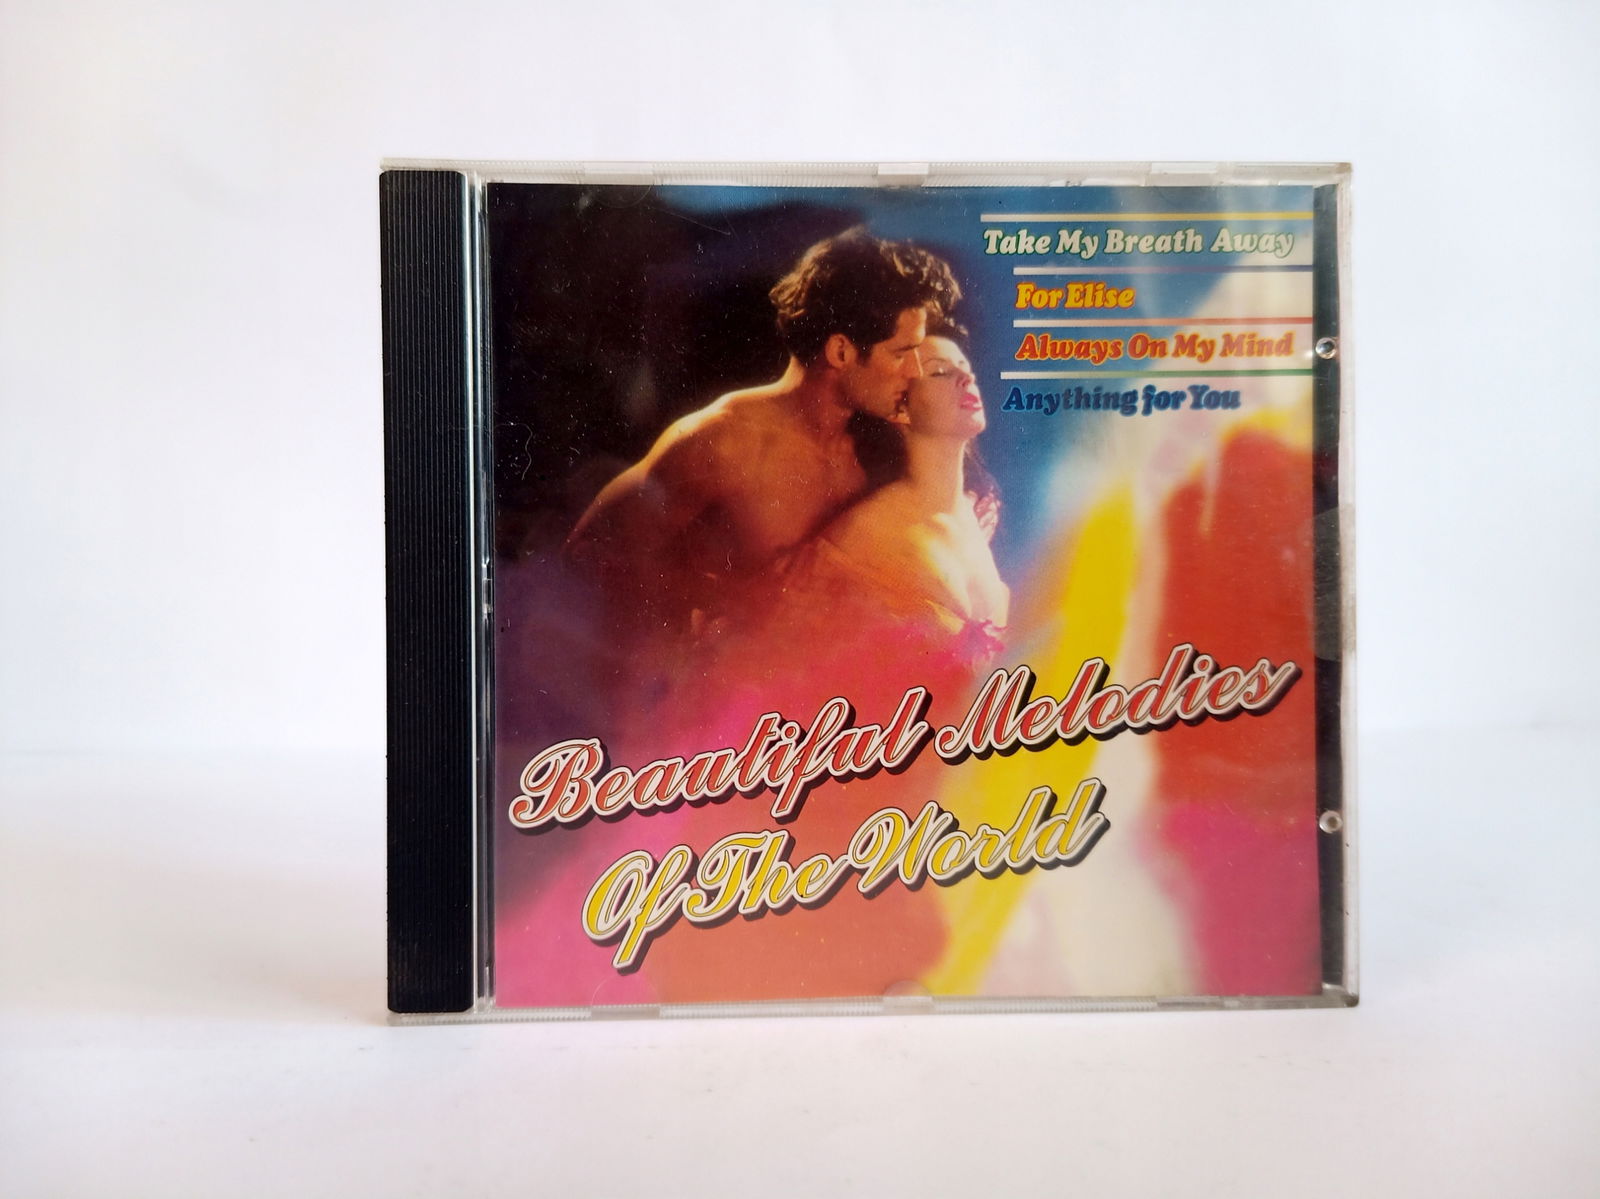 Take My Breath Away
For Elise
Always On My Mind
Anything for You
Beautiful Melodies
Of The World